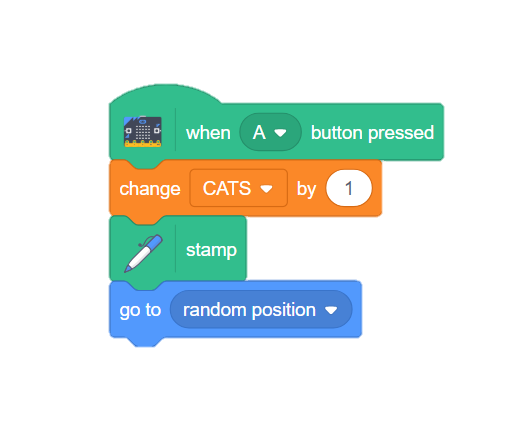 when A button pressed
change CATS by 1
stamp
go to random position